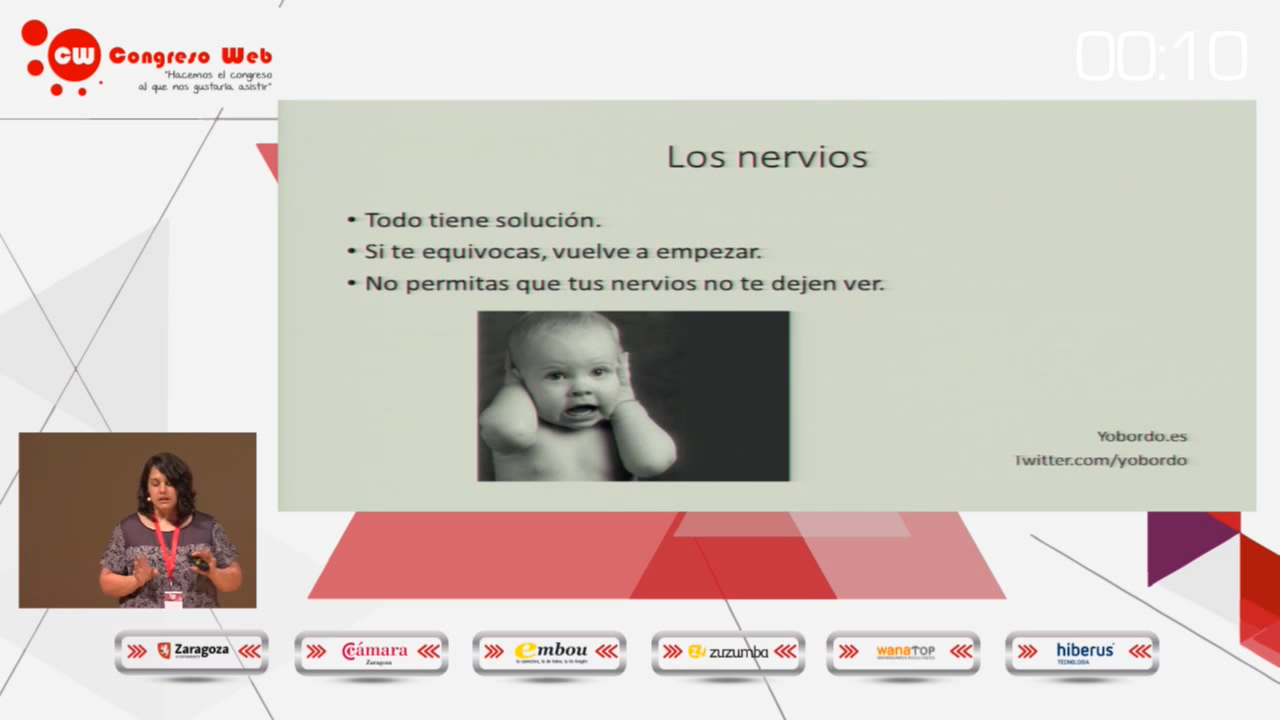 CW Congreso Web
"Hacemos el congreso
al que nos gustaría asistir"
00:10
Los nervios
• Todo tiene solución.
• Si te equivocas, vuelve a empezar.
• No permitas que tus nervios no te dejen ver.
Yobordo.es
Twitter.com/yobordo
Zaragoza
AYUNTAMIENTO
Cámara
Zaragoza
embou
zuzumba
wanaTOP
hiberus
TECNOLOGÍA